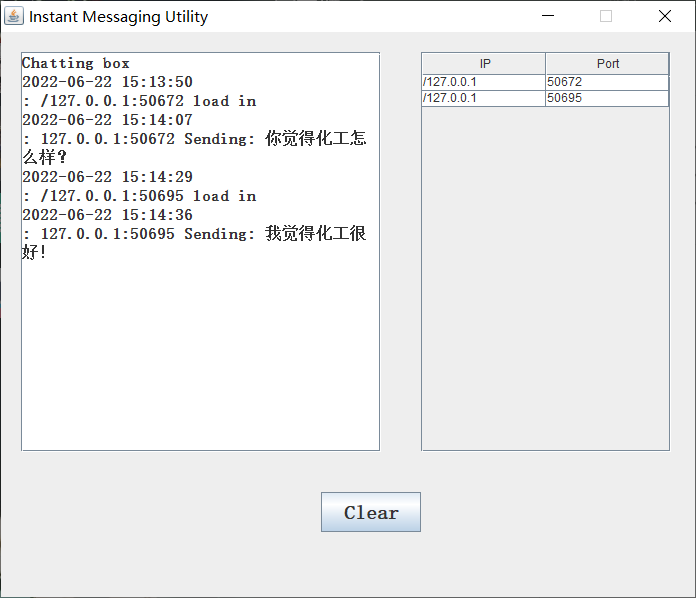 Instant Messaging Utility
Chatting box
2022-06-22 15:13:50
: /127.0.0.1:50672 load in
2022-06-22 15:14:07
: 127.0.0.1:50672 Sending: 你觉得化工怎
么样？
2022-06-22 15:14:29
: /127.0.0.1:50695 load in
2022-06-22 15:14:36
: 127.0.0.1:50695 Sending: 我觉得化工很
好!
IP Port
/127.0.0.1 50672
/127.0.0.1 50695
Clear